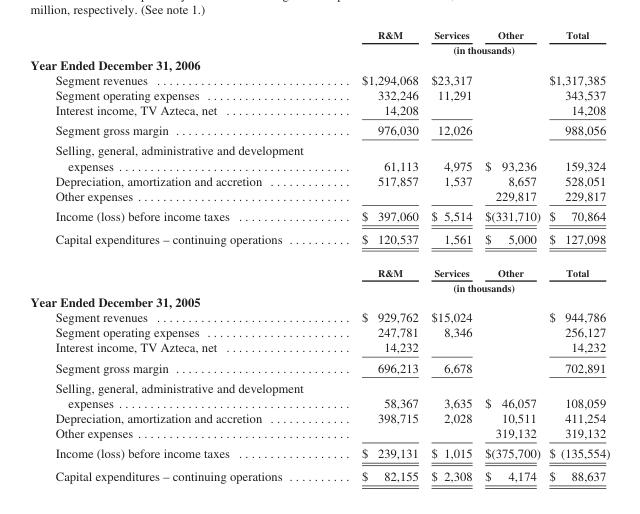 million, respectively. (See note 1.)
R&M Services Other Total
(in thousands)
Year Ended December 31, 2006
Segment revenues .............................. $1,294,068 $23,317 $1,317,385
Segment operating expenses ...................... 332,246 11,291 343,537
Interest income, TV Azteca, net ................... 14,208 14,208
Segment gross margin ........................... 976,030 12,026 988,056
Selling, general, administrative and development
expenses .................................... 61,113 4,975 $ 93,236 159,324
Depreciation, amortization and accretion ............. 517,857 1,537 8,657 528,051
Other expenses ................................. 229,817 229,817
Income (loss) before income taxes ................. $ 397,060 $ 5,514 $(331,710) $ 70,864
Capital expenditures – continuing operations .......... $ 120,537 1,561 $ 5,000 $ 127,098
R&M Services Other Total
(in thousands)
Year Ended December 31, 2005
Segment revenues .............................. $ 929,762 $15,024 $ 944,786
Segment operating expenses ...................... 247,781 8,346 256,127
Interest income, TV Azteca, net ................... 14,232 14,232
Segment gross margin ........................... 696,213 6,678 702,891
Selling, general, administrative and development
expenses .................................... 58,367 3,635 $ 46,057 108,059
Depreciation, amortization and accretion ............. 398,715 2,028 10,511 411,254
Other expenses ................................. 319,132 319,132
Income (loss) before income taxes ................. $ 239,131 $ 1,015 $(375,700) $ (135,554)
Capital expenditures – continuing operations .......... $ 82,155 $ 2,308 $ 4,174 $ 88,637